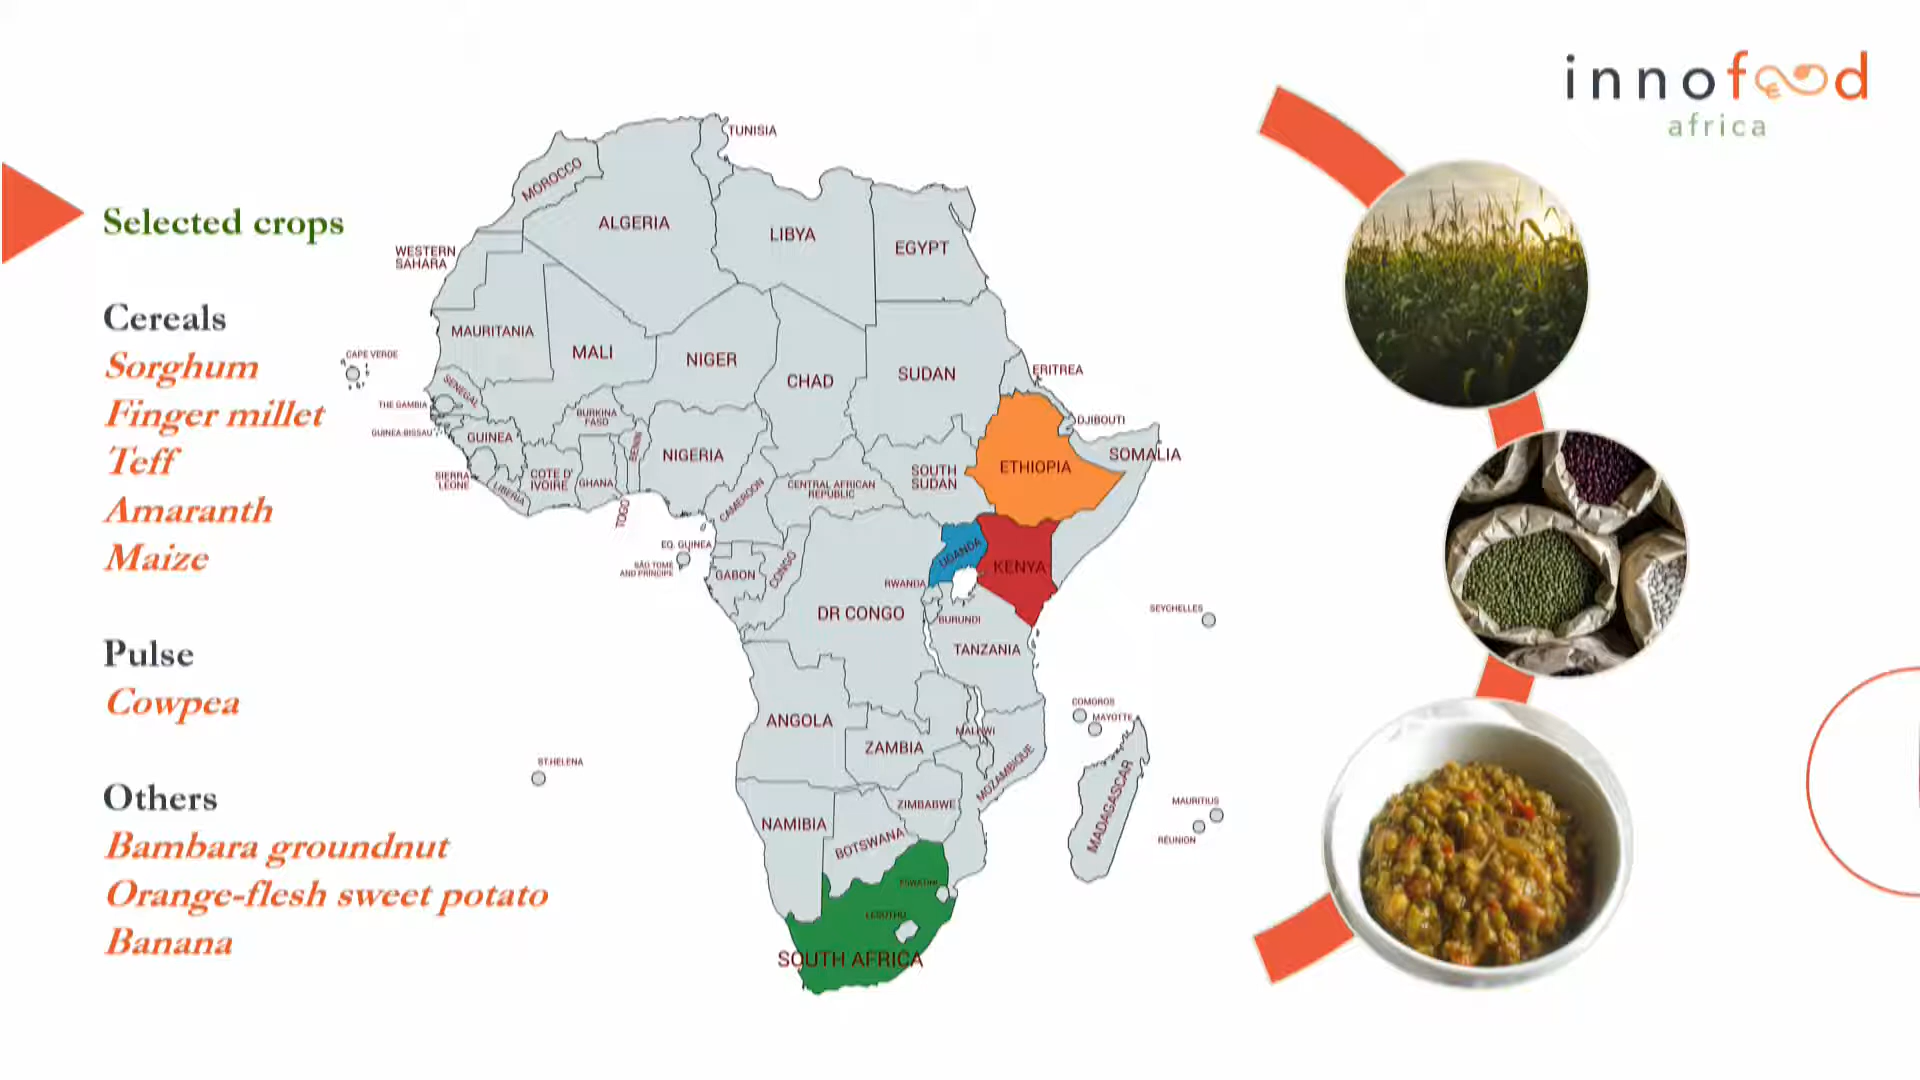 innofood
africa
Selected crops
Cereals
Sorghum
Finger millet
Teff
Amaranth
Maize
Pulse
Cowpea
Others
Bambara groundnut
Orange-flesh sweet potato
Banana
TUNISIA
MOROCCO
ALGERIA
LIBYA
EGYPT
WESTERN
SAHARA
MAURITANIA
MALI
NIGER
CHAD
SUDAN
ERITREA
CAPE VERDE
SENEGAL
THE GAMBIA
GUINEA-BISSAU
GUINEA
BURKINA
FASO
BENIN
NIGERIA
DJIBOUTI
SOMALIA
ETHIOPIA
SOUTH
SUDAN
SIERRA
LEONE
LIBERIA
COTE D'
IVOIRE
GHANA
TOGO
CAMEROON
CENTRAL AFRICAN
REPUBLIC
EQ. GUINEA
SÃO TOMÉ
AND PRÍNCIPE
GABON
CONGO
UGANDA
KENYA
RWANDA
DR CONGO
BURUNDI
TANZANIA
SEYCHELLES
COMOROS
MAYOTTE
ANGOLA
ZAMBIA
MALAWI
MOZAMBIQUE
ST.HELENA
MADAGASCAR
MAURITIUS
REUNION
ZIMBABWE
NAMIBIA
BOTSWANA
ESWATINI
LESOTHO
SOUTH AFRICA